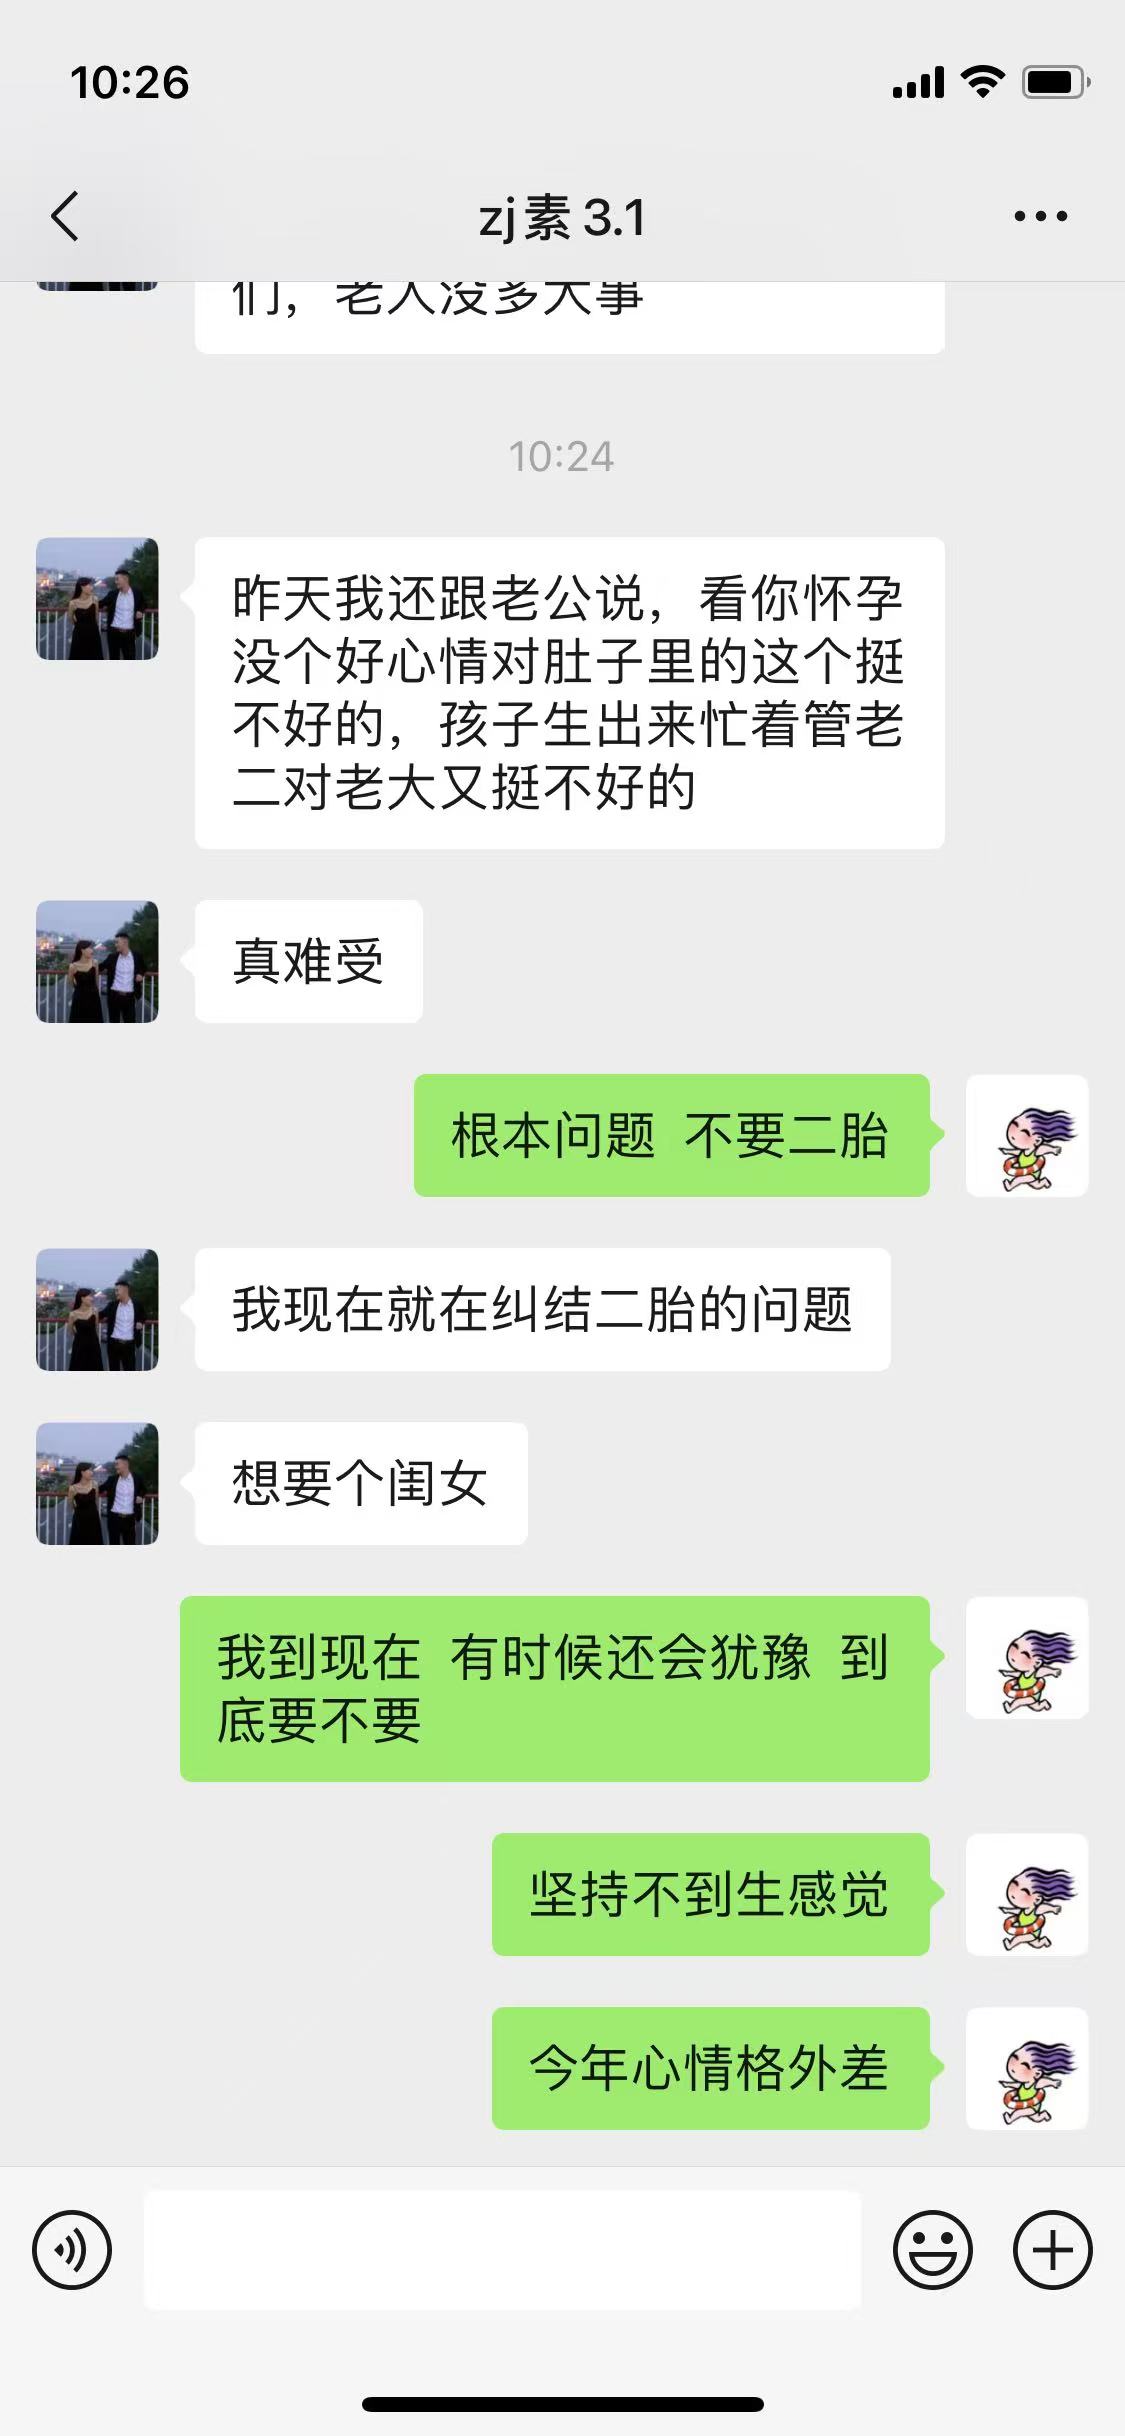 10:26
zj素 3.1
们，老人没多大事
10:24
昨天我还跟老公说，看你怀孕
没个好心情对肚子里的这个挺
不好的，孩子生出来忙着管老
二对老大又挺不好的
真难受
根本问题 不要二胎
我现在就在纠结二胎的问题
想要个闺女
我到现在 有时候还会犹豫 到
底要不要
坚持不到生感觉
今年心情格外差